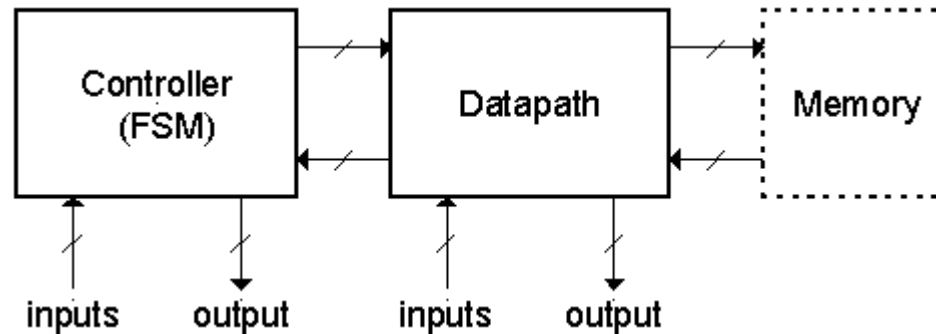 Controller
(FSM)
Datapath
Memory
inputs
output
inputs
output